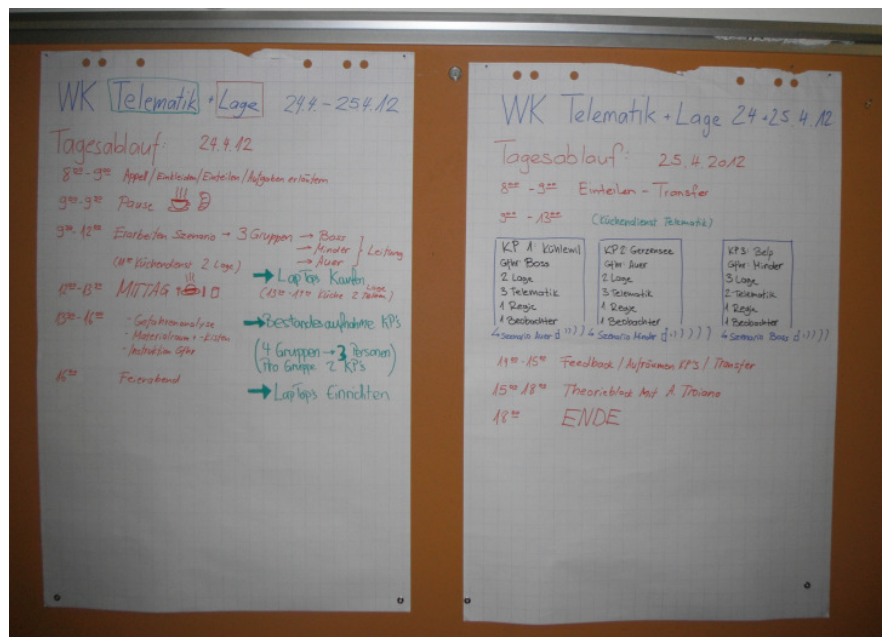 WK Telematik + Lage 24.4. - 25.4.12
Tagesablauf: 24.4.12
8⁰⁰ - 9⁰⁰ Appell / Einkleiden / Einteilen / Aufgaben erläutern
9⁰⁰ - 9³⁰ Pause
9³⁰ - 12⁰⁰ Erarbeiten Szenario → 3 Gruppen → Boss
→ Minder
→ Auer
Leitung
(11⁰⁰ Küchendienst 2 Lage)
→ LapTops Kaufen
12⁰⁰ - 13⁰⁰ MITTAG
(13⁰⁰ - Küche 2
13⁰⁰ - 16⁰⁰
- Gefahrenanalyse
- Materialraum + -Kisten
- Instruktion Gfhr
→ Bestandesaufnahme KP's
(4 Gruppen → 3 Personen)
Pro Gruppe 2 KP's
16⁰⁰ Feierabend
→ LapTops Einrichten
WK Telematik + Lage 24 + 25.4.12
Tagesablauf: 25.4.2012
8⁰⁰ - 9⁰⁰ Einteilen - Transfer
9⁰⁰ - 13⁰⁰ (Küchendienst Telematik)
KP 1: Kühlewil
Gfhr: Boss
2 Lage
3 Telematik
1 Regie
1 Beobachter
↳ Szenario Auer
KP 2: Gerzensee
Gfhr: Auer
2 Lage
3 Telematik
1 Regie
1 Beobachter
↳ Szenario Minder
KP 3: Belp
Gfhr: Minder
3 Lage
2 Telematik
1 Regie
1 Beobachter
↳ Szenario Boss
14⁰⁰ - 15⁰⁰ Feedback / Aufräumen KP's / Transfer
15⁰⁰ - 18⁰⁰ Theorieblock mit A. Troiano
18⁰⁰ ENDE